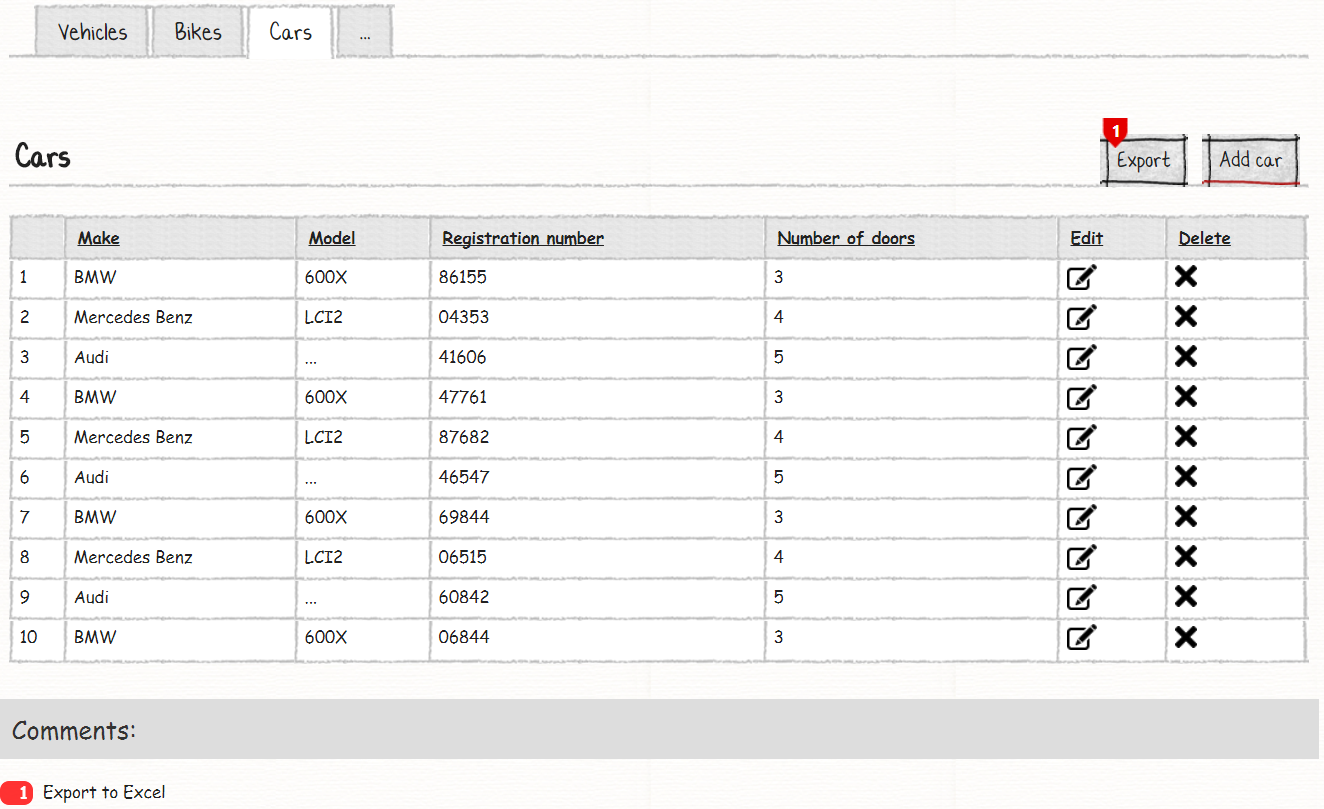 Vehicles Bikes Cars ...
1
Cars Export Add car
Make Model Registration number Number of doors Edit Delete
1 BMW 600X 86155 3
2 Mercedes Benz LCI2 04353 4
3 Audi ... 41606 5
4 BMW 600X 47761 3
5 Mercedes Benz LCI2 87682 4
6 Audi ... 46547 5
7 BMW 600X 69844 3
8 Mercedes Benz LCI2 06515 4
9 Audi ... 60842 5
10 BMW 600X 06844 3
Comments:
1 Export to Excel